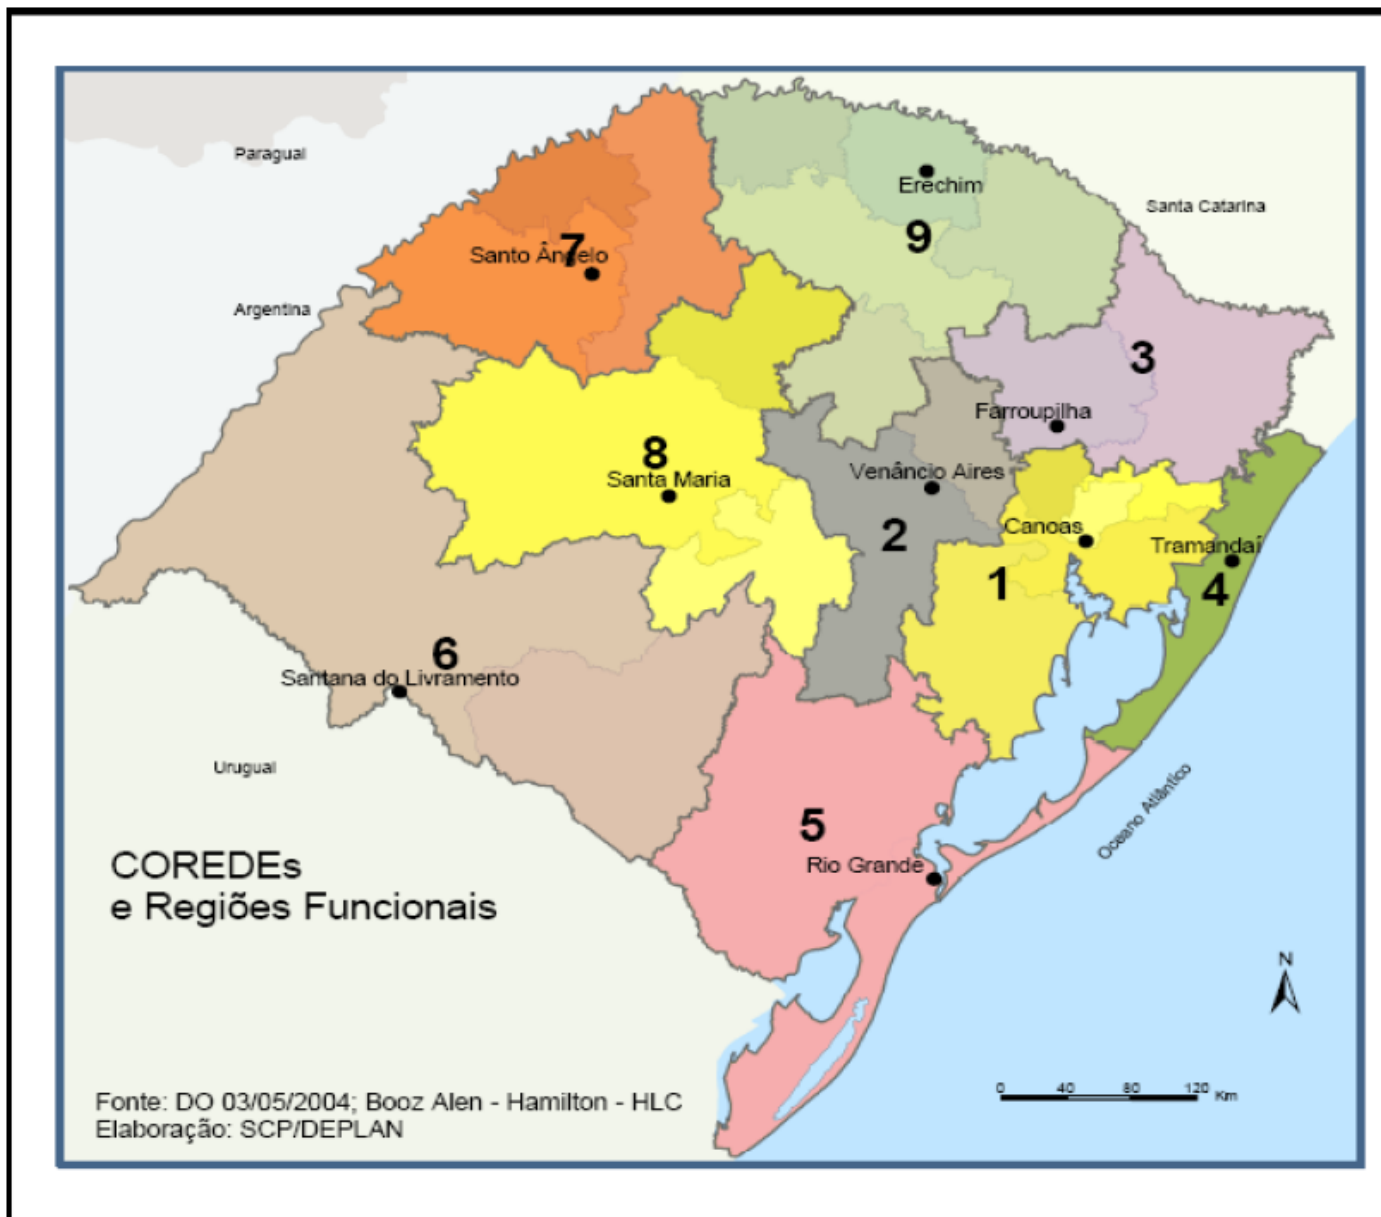 Paragual
Erechim
Santa Catarina
9
7
Santo Ângelo
Argentina
3
Farroupilha
8
Santa Maria
Venâncio Aires
2
Canoas
Tramandaí
1
4
6
Santana do Livramento
Urugual
5
Oceano Atlântico
Rio Grande
COREDEs
e Regiões Funcionais
N
0 40 80 120 Km
Fonte: DO 03/05/2004; Booz Alen - Hamilton - HLC
Elaboração: SCP/DEPLAN